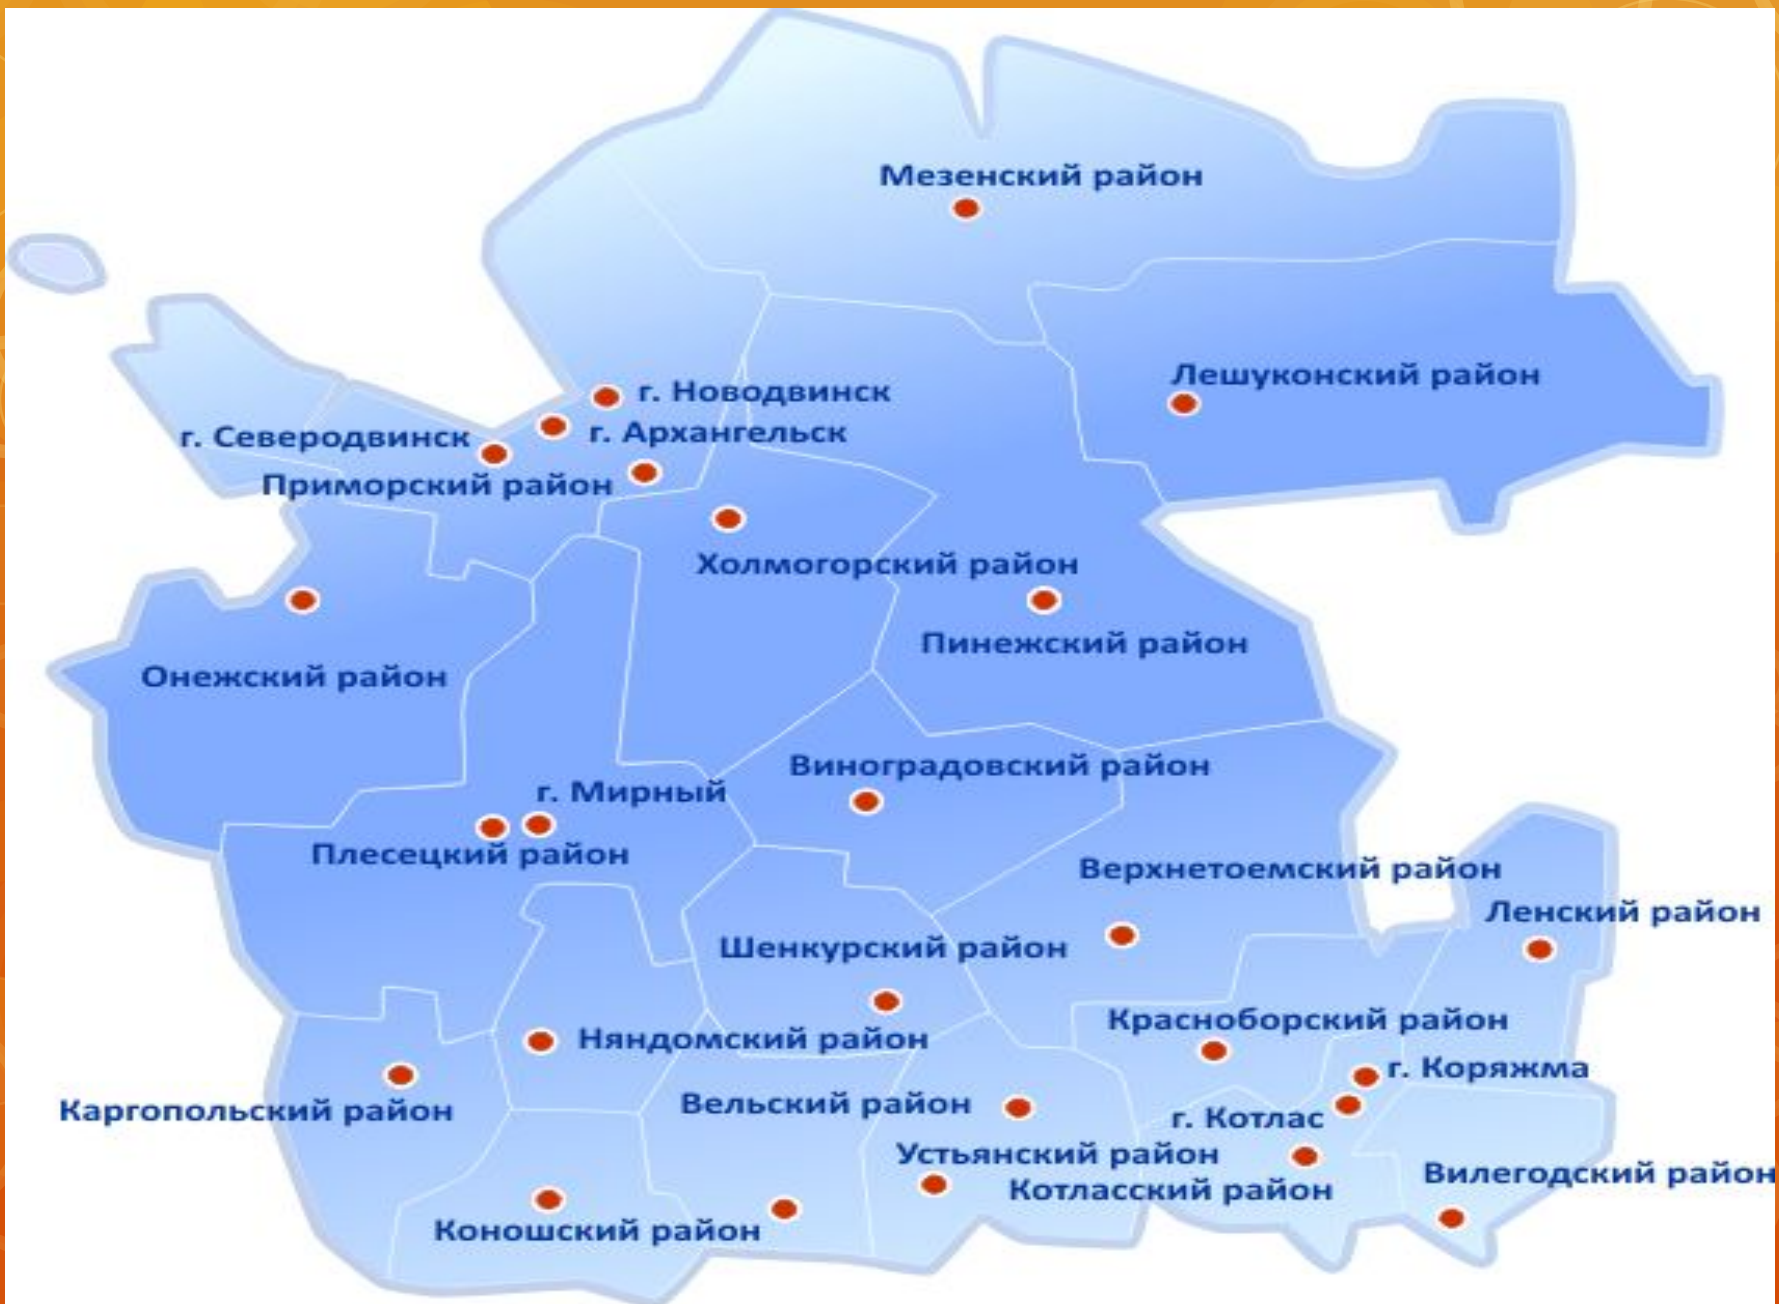 Мезенский район
Лешуконский район
г. Новодвинск
г. Архангельск
г. Северодвинск
Приморский район
Холмогорский район
Пинежский район
Онежский район
Виноградовский район
г. Мирный
Плесецкий район
Верхнетоемский район
Ленский район
Шенкурский район
Красноборский район
Няндомский район
г. Коряжма
Каргопольский район
Вельский район
г. Котлас
Устьянский район
Вилегодский район
Котласский район
Коношский район